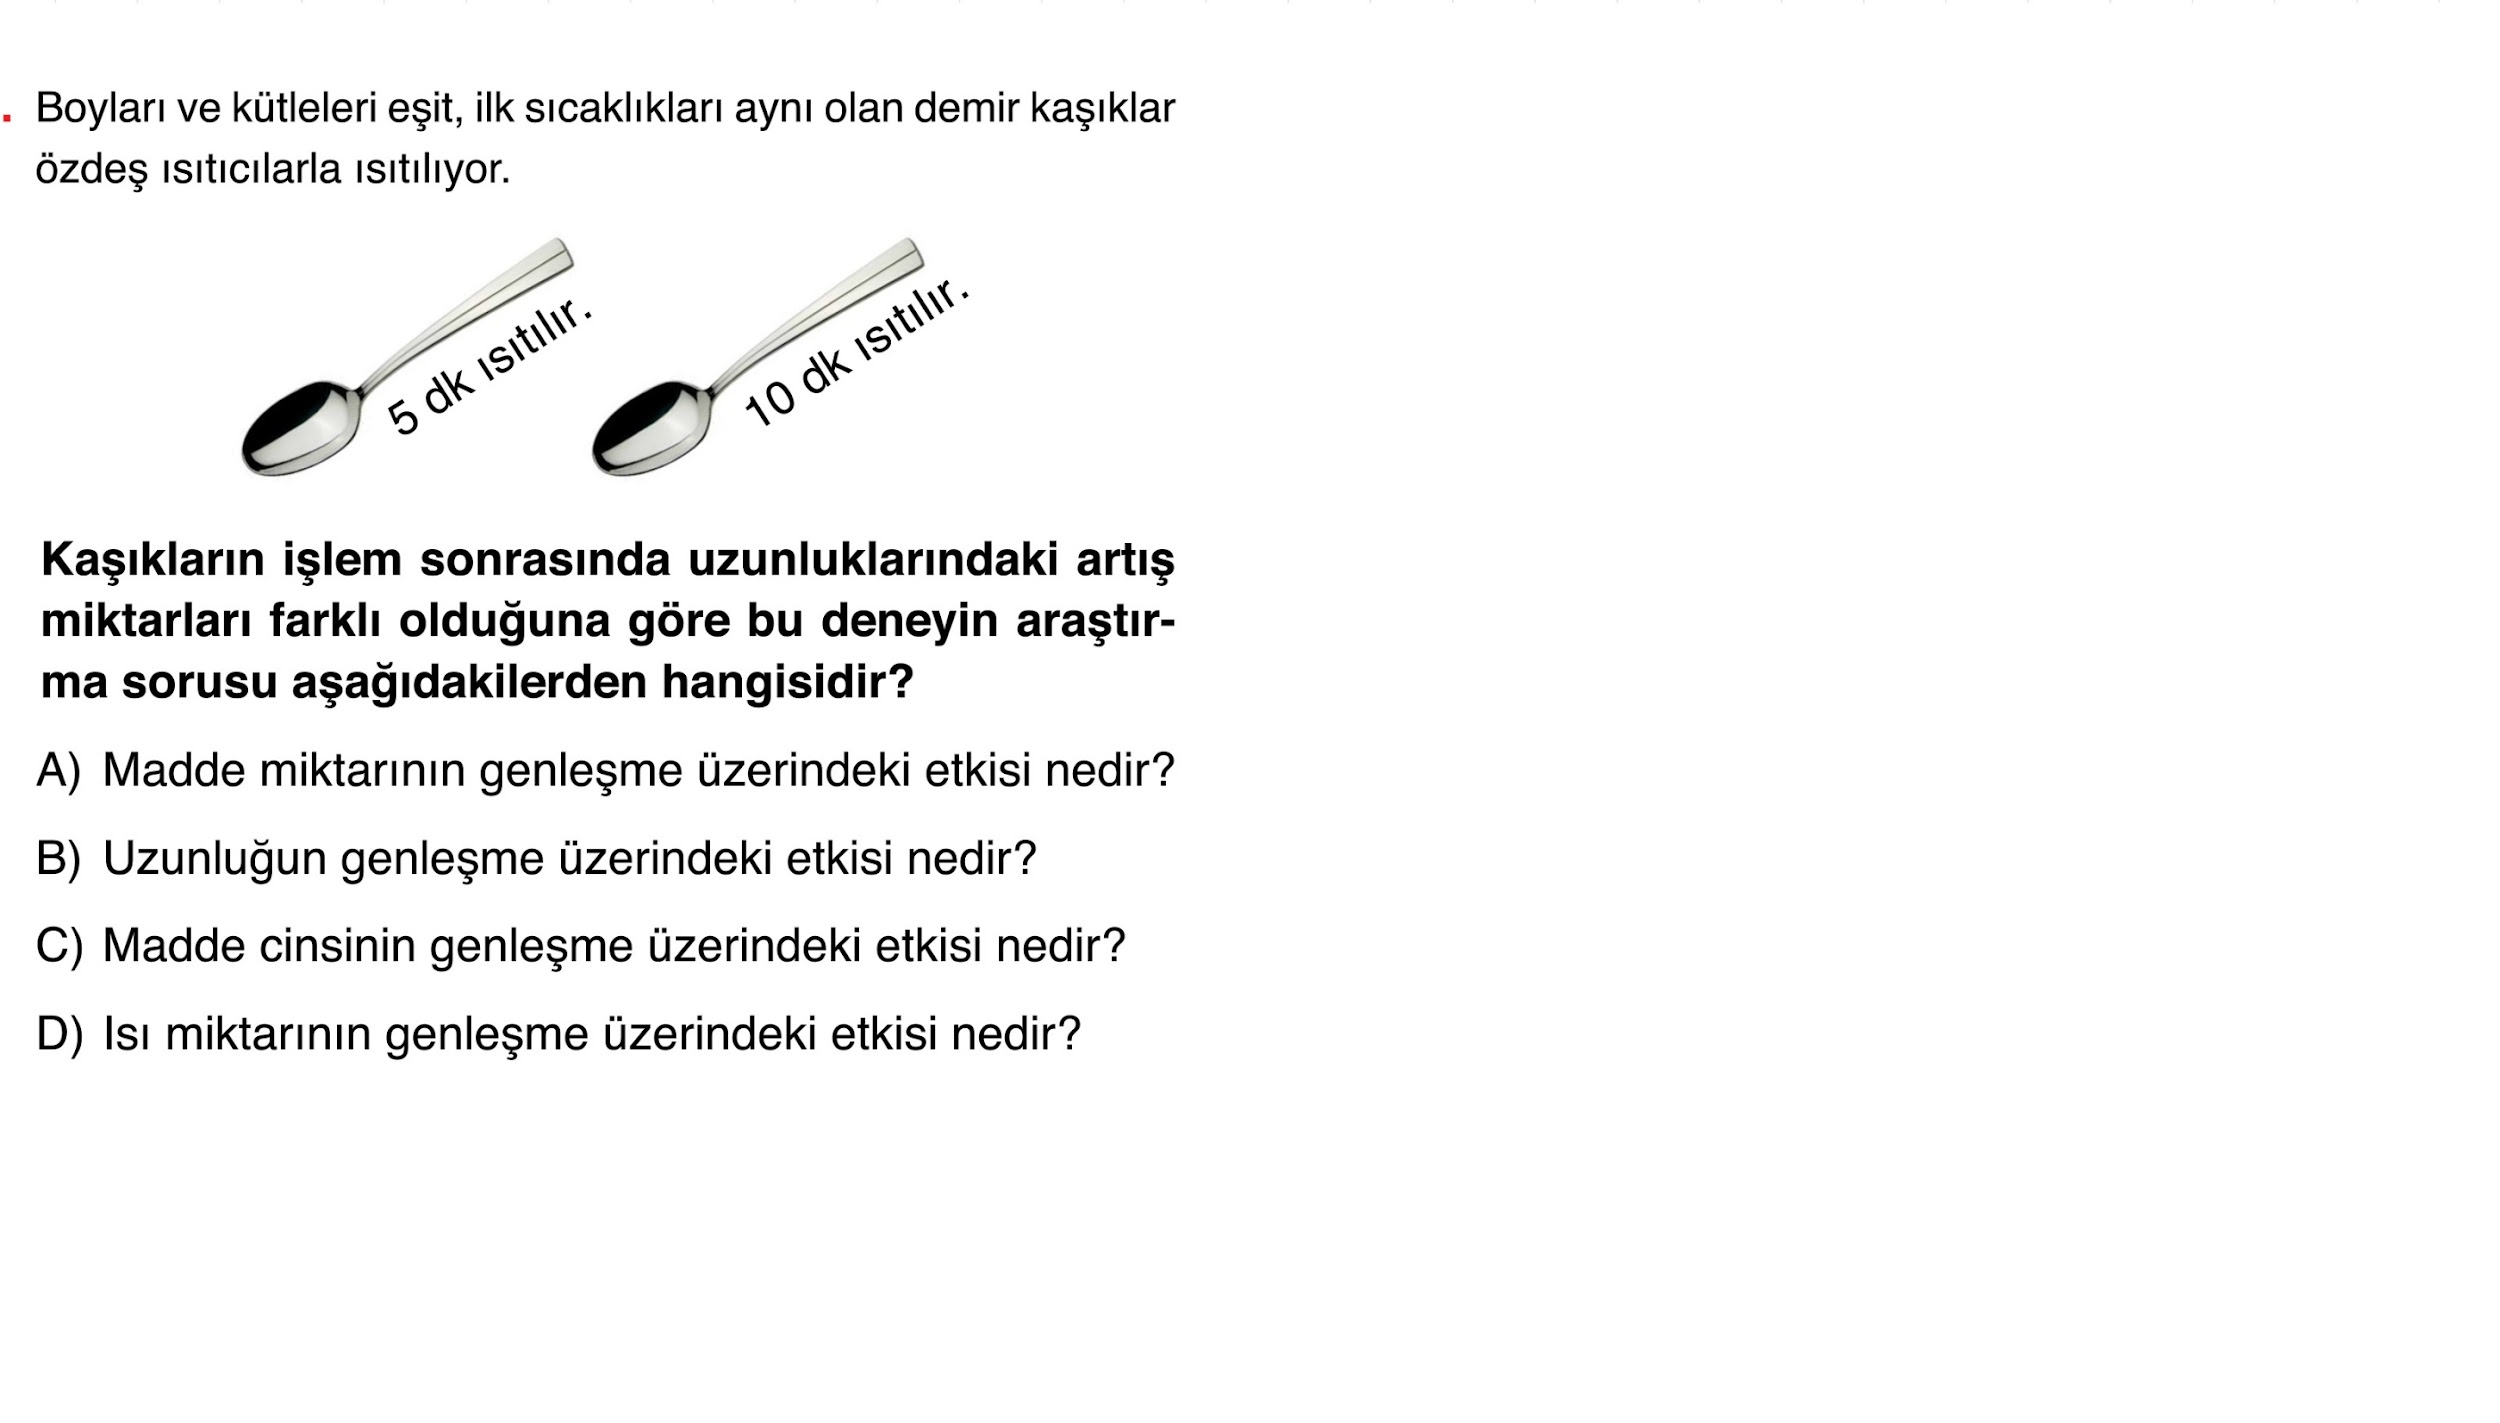 . Boyları ve kütleleri eşit, ilk sıcaklıkları aynı olan demir kaşıklar
özdeş ısıtıcılarla ısıtılıyor.
5 dk ısıtılır.
10 dk ısıtılır.
Kaşıkların işlem sonrasında uzunluklarındaki artış
miktarları farklı olduğuna göre bu deneyin araştır-
ma sorusu aşağıdakilerden hangisidir?
A) Madde miktarının genleşme üzerindeki etkisi nedir?
B) Uzunluğun genleşme üzerindeki etkisi nedir?
C) Madde cinsinin genleşme üzerindeki etkisi nedir?
D) Isı miktarının genleşme üzerindeki etkisi nedir?